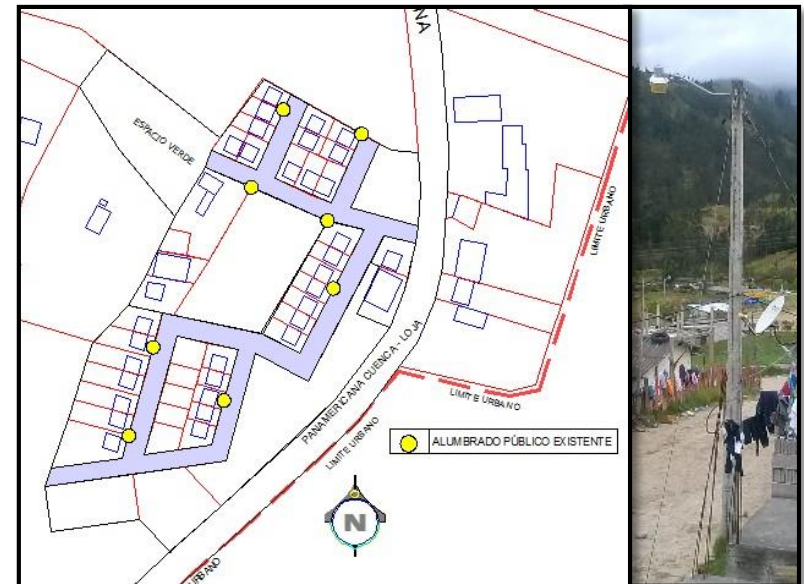 NA
ESPACIO VERDE
LIMITE URBANO
PANAMERICANA CUENCA - LOJA
LIMITE URBANO
LIMITE URBANO
ALUMBRADO PÚBLICO EXISTENTE
N
URBANO